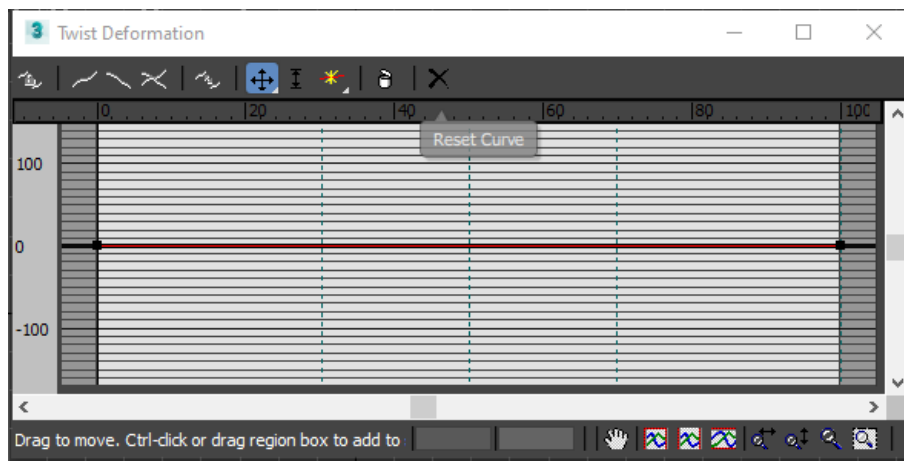 3 Twist Deformation
0 20 40 60 80 100
Reset Curve
100
0
-100
Drag to move. Ctrl-click or drag region box to add to